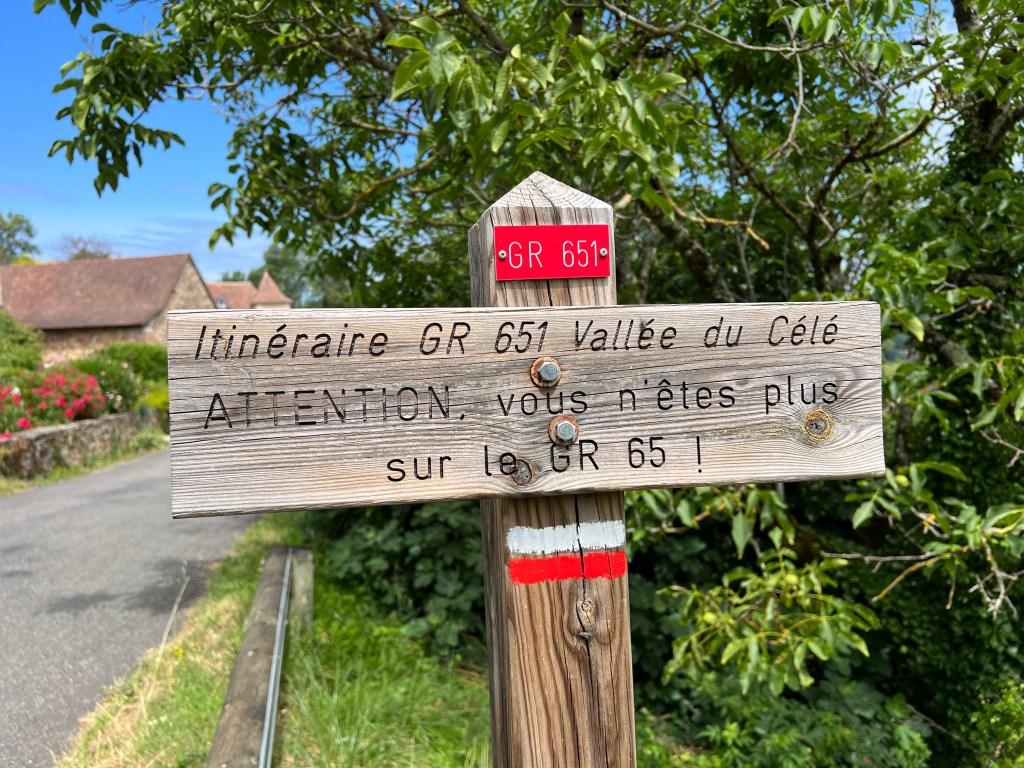 GR 651
Itinéraire GR 651 Vallée du Célé
ATTENTION, vous n'êtes plus
sur le GR 65 !